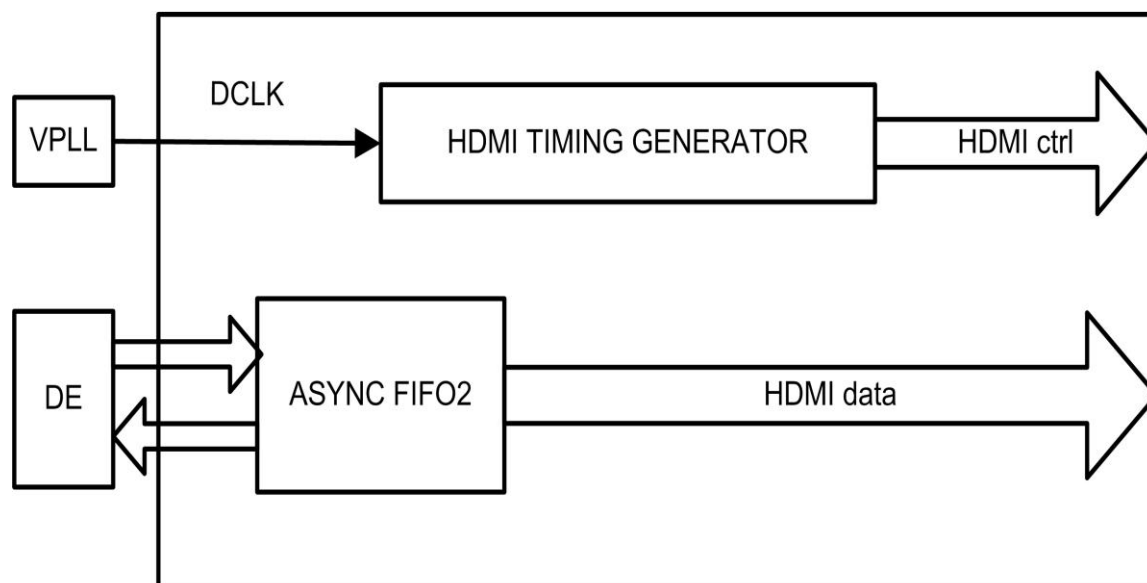 DCLK
VPLL
HDMI TIMING GENERATOR
HDMI ctrl
DE
ASYNC FIFO2
HDMI data